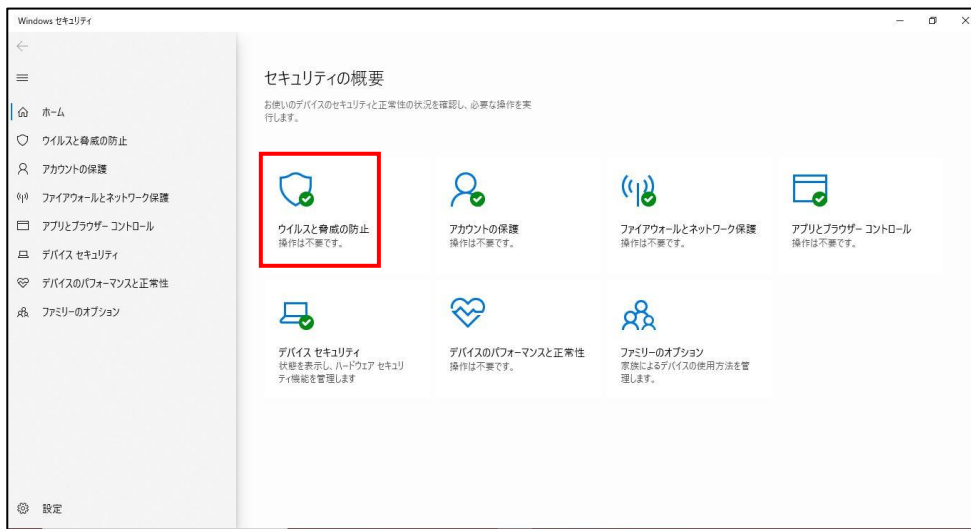 Windows セキュリティ
ホーム
ウイルスと脅威の防止
アカウントの保護
ファイアウォールとネットワーク保護
アプリとブラウザー コントロール
デバイス セキュリティ
デバイスのパフォーマンスと正常性
ファミリーのオプション
設定
セキュリティの概要
お使いのデバイスのセキュリティと正常性の状況を確認し、必要な操作を実
行します。
ウイルスと脅威の防止
操作は不要です。
アカウントの保護
操作は不要です。
ファイアウォールとネットワーク保護
操作は不要です。
アプリとブラウザー コントロール
操作は不要です。
デバイス セキュリティ
状態を表示し、ハードウェア セキュリ
ティ機能を管理します
デバイスのパフォーマンスと正常性
操作は不要です。
ファミリーのオプション
家族によるデバイスの使用方法を管
理します。